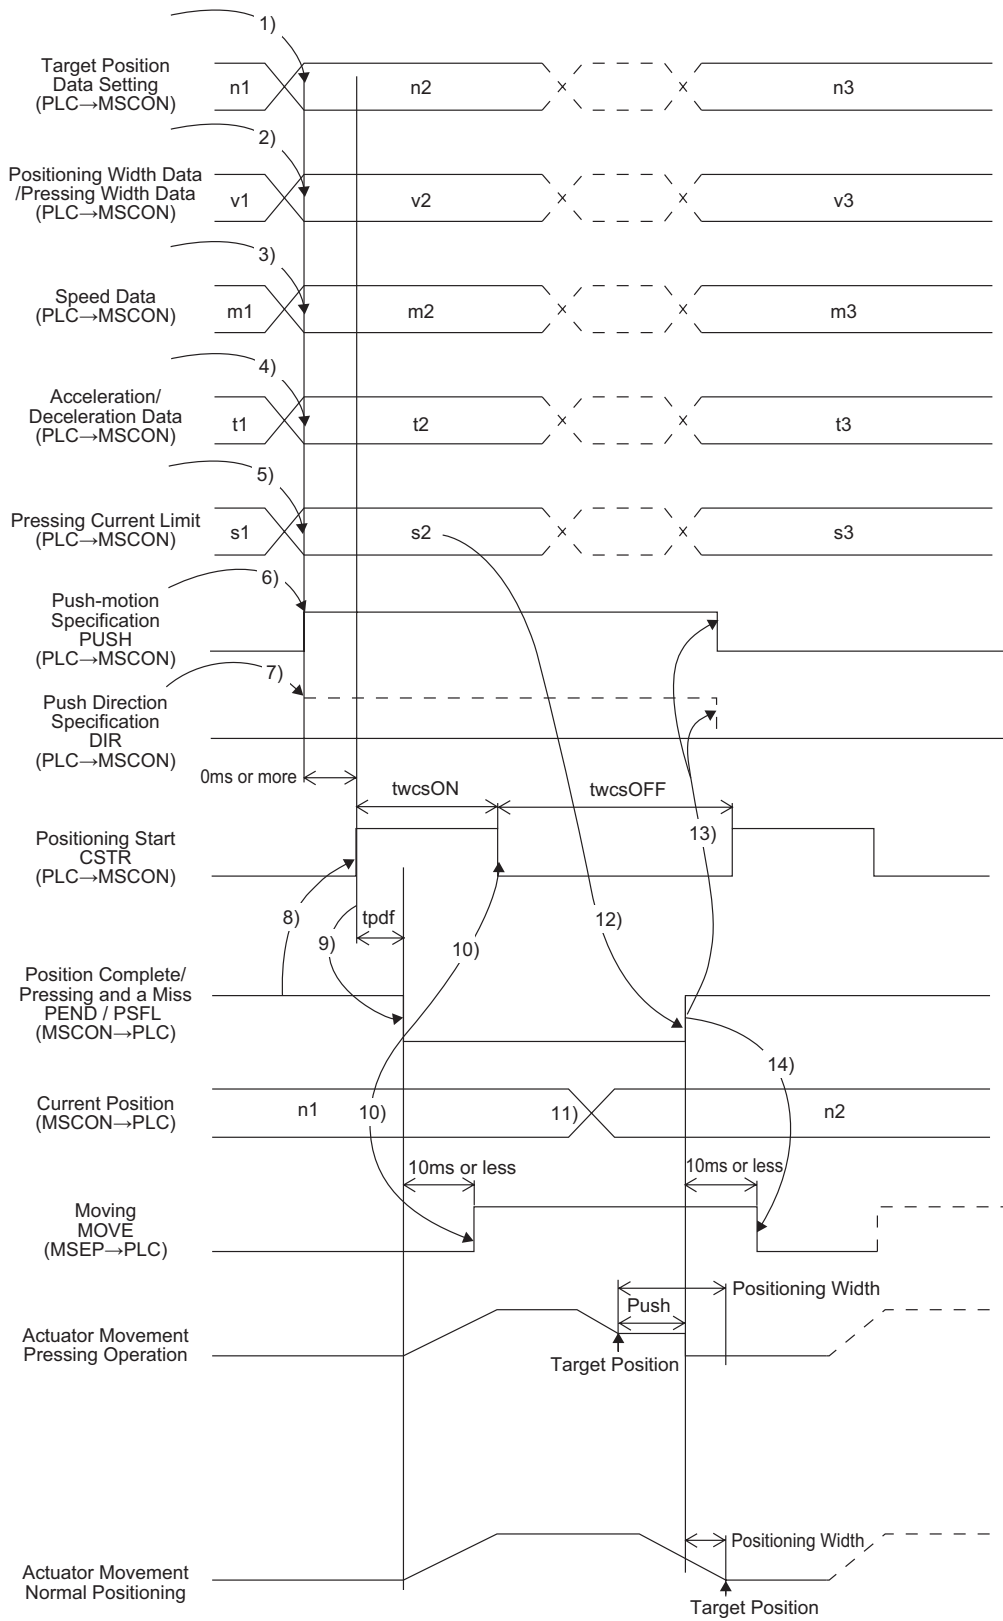 1)
Target Position
Data Setting
(PLC→MSCON)
n1
n2
n3
2)
Positioning Width Data
/Pressing Width Data
(PLC→MSCON)
v1
v2
v3
3)
Speed Data
(PLC→MSCON)
m1
m2
m3
4)
Acceleration/
Deceleration Data
(PLC→MSCON)
t1
t2
t3
5)
Pressing Current Limit
(PLC→MSCON)
s1
s2
s3
6)
Push-motion
Specification
PUSH
(PLC→MSCON)
7)
Push Direction
Specification
DIR
(PLC→MSCON)
0ms or more
twcsON
twcsOFF
Positioning Start
CSTR
(PLC→MSCON)
13)
8)
tpdf
9)
10)
12)
Position Complete/
Pressing and a Miss
PEND / PSFL
(MSCON→PLC)
14)
Current Position
(MSCON→PLC)
n1
10)
11)
n2
10ms or less
10ms or less
Moving
MOVE
(MSEP→PLC)
Positioning Width
Push
Actuator Movement
Pressing Operation
Target Position
Positioning Width
Actuator Movement
Normal Positioning
Target Position